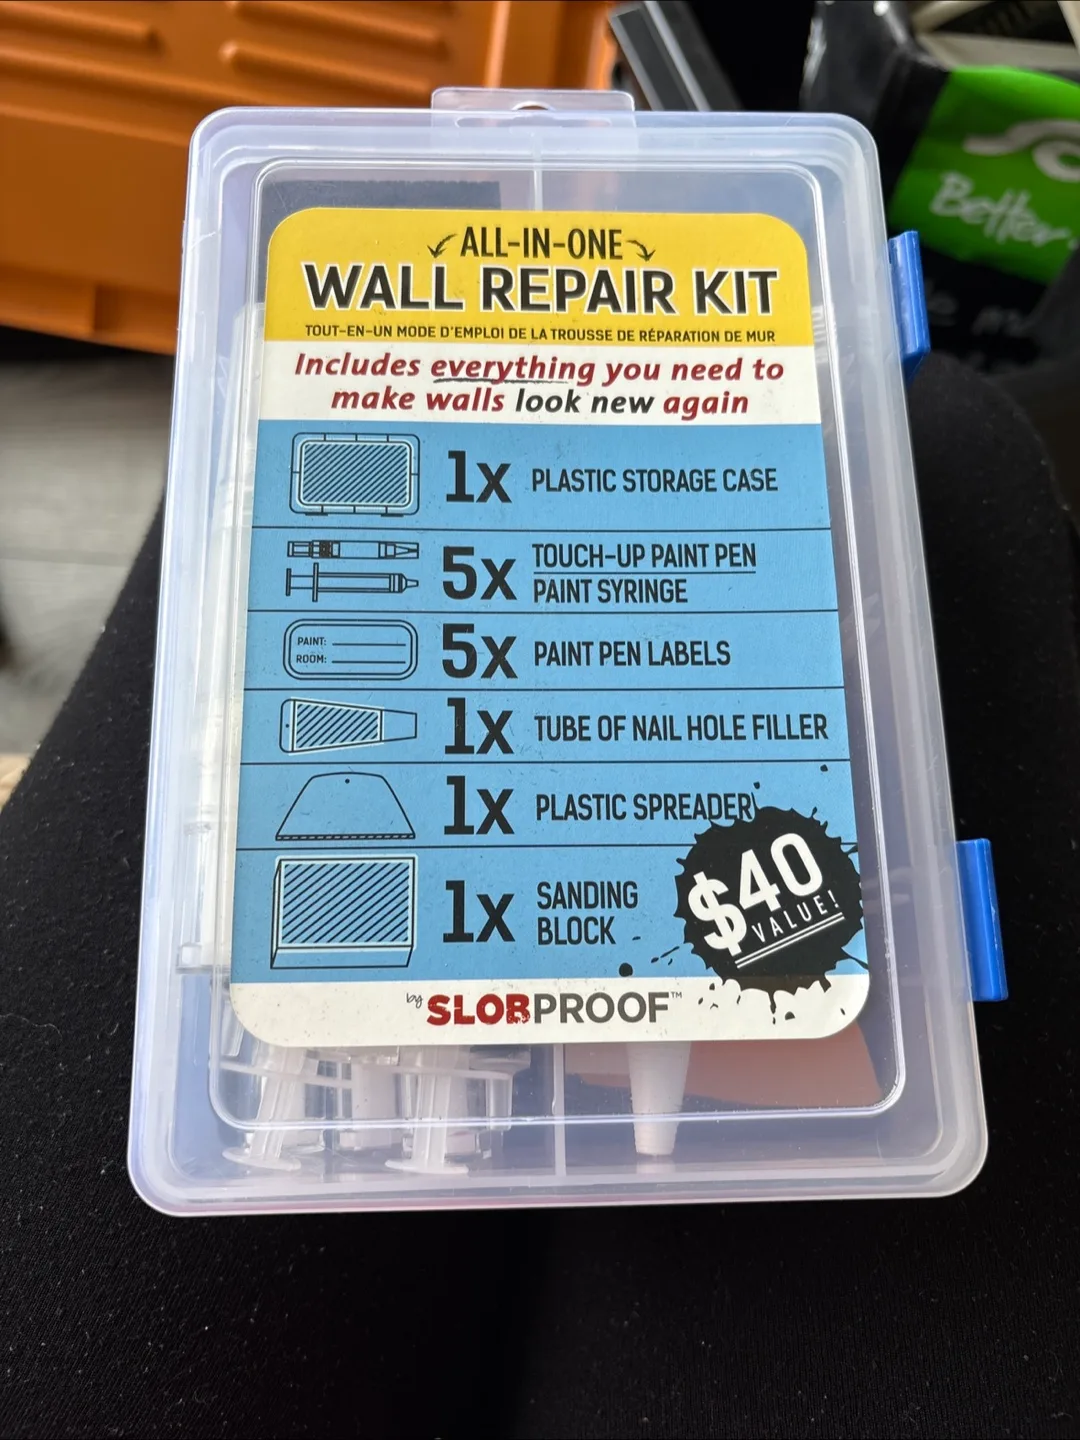 Better.
ALL-IN-ONE
WALL REPAIR KIT
TOUT-EN-UN MODE D'EMPLOI DE LA TROUSSE DE RÉPARATION DE MUR
Includes everything you need to
make walls look new again
1x PLASTIC STORAGE CASE
5x TOUCH-UP PAINT PEN
PAINT SYRINGE
PAINT:
ROOM:
5x PAINT PEN LABELS
1x TUBE OF NAIL HOLE FILLER
1x PLASTIC SPREADER
1x SANDING
BLOCK
$40
VALUE!
by SLOBPROOF™